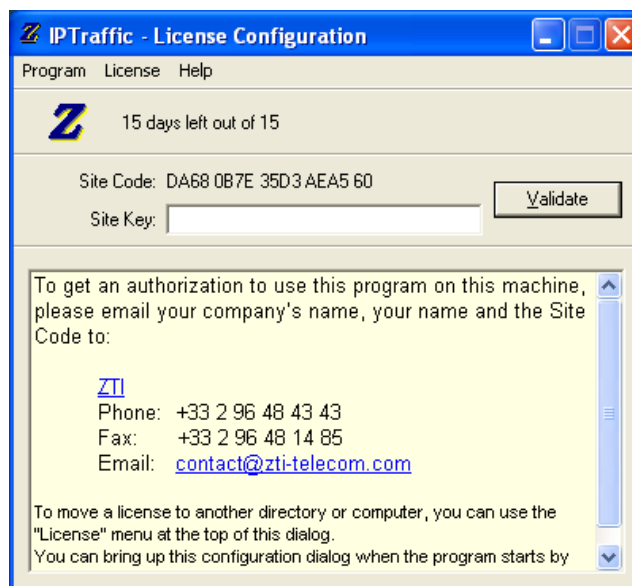 IPTraffic - License Configuration
Program License Help
Z 15 days left out of 15
Site Code: DA68 0B7E 35D3 AEA5 60
Validate
Site Key:
To get an authorization to use this program on this machine,
please email your company's name, your name and the Site
Code to:
ZTI
Phone: +33 2 96 48 43 43
Fax: +33 2 96 48 14 85
Email: contact@zti-telecom.com
To move a license to another directory or computer, you can use the
"License" menu at the top of this dialog.
You can bring up this configuration dialog when the program starts by